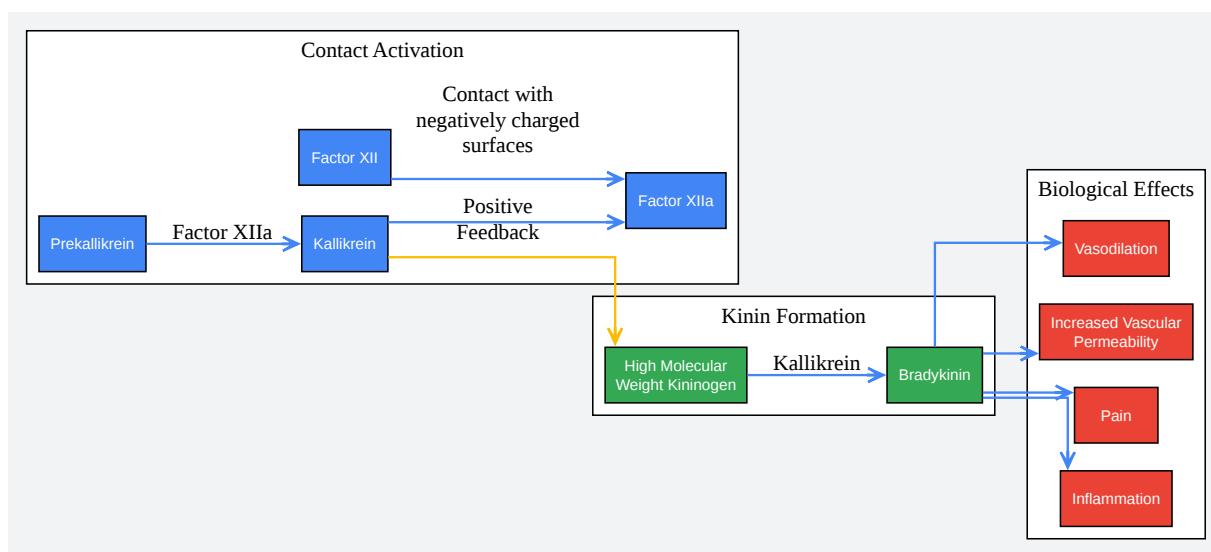 Contact Activation
Contact with
negatively charged
surfaces
Factor XII
Factor XIIa
Positive
Feedback
Prekallikrein
Factor XIIa
Kallikrein
Kinin Formation
High Molecular
Weight Kininogen
Kallikrein
Bradykinin
Biological Effects
Vasodilation
Increased Vascular
Permeability
Pain
Inflammation